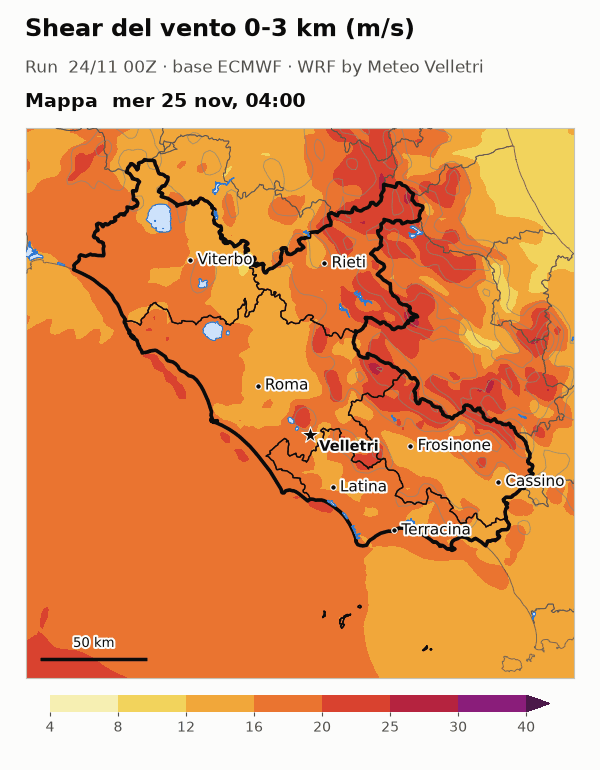 Shear del vento 0-3 km (m/s)
Run  24/11 00Z · base ECMWF · WRF by Meteo Velletri
Mappa  mer 25 nov, 04:00
Viterbo
Rieti
Roma
Velletri
Frosinone
Latina
Cassino
Terracina
50 km
4 8 12 16 20 25 30 40